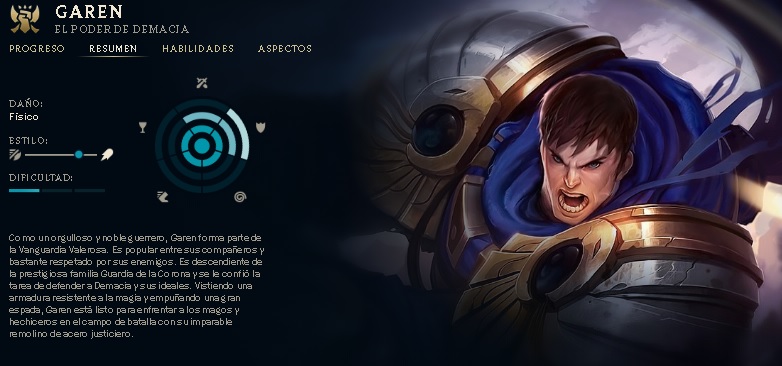 GAREN
EL PODER DE DEMACIA
PROGRESO RESUMEN HABILIDADES ASPECTOS
DAÑO:
Físico
ESTILO:
DIFICULTAD:
Como un orgulloso y noble guerrero, Garen forma parte de
la Vanguardia Valerosa. Es popular entre sus compañeros y
bastante respetado por sus enemigos. Es descendiente de
la prestigiosa familia Guardia de la Corona y se le confió la
tarea de defender a Demacia y sus ideales. Vistiendo una
armadura resistente a la magia y empuñando una gran
espada, Garen está listo para enfrentar a los magos y
hechiceros en el campo de batalla con su imparable
remolino de acero justiciero.